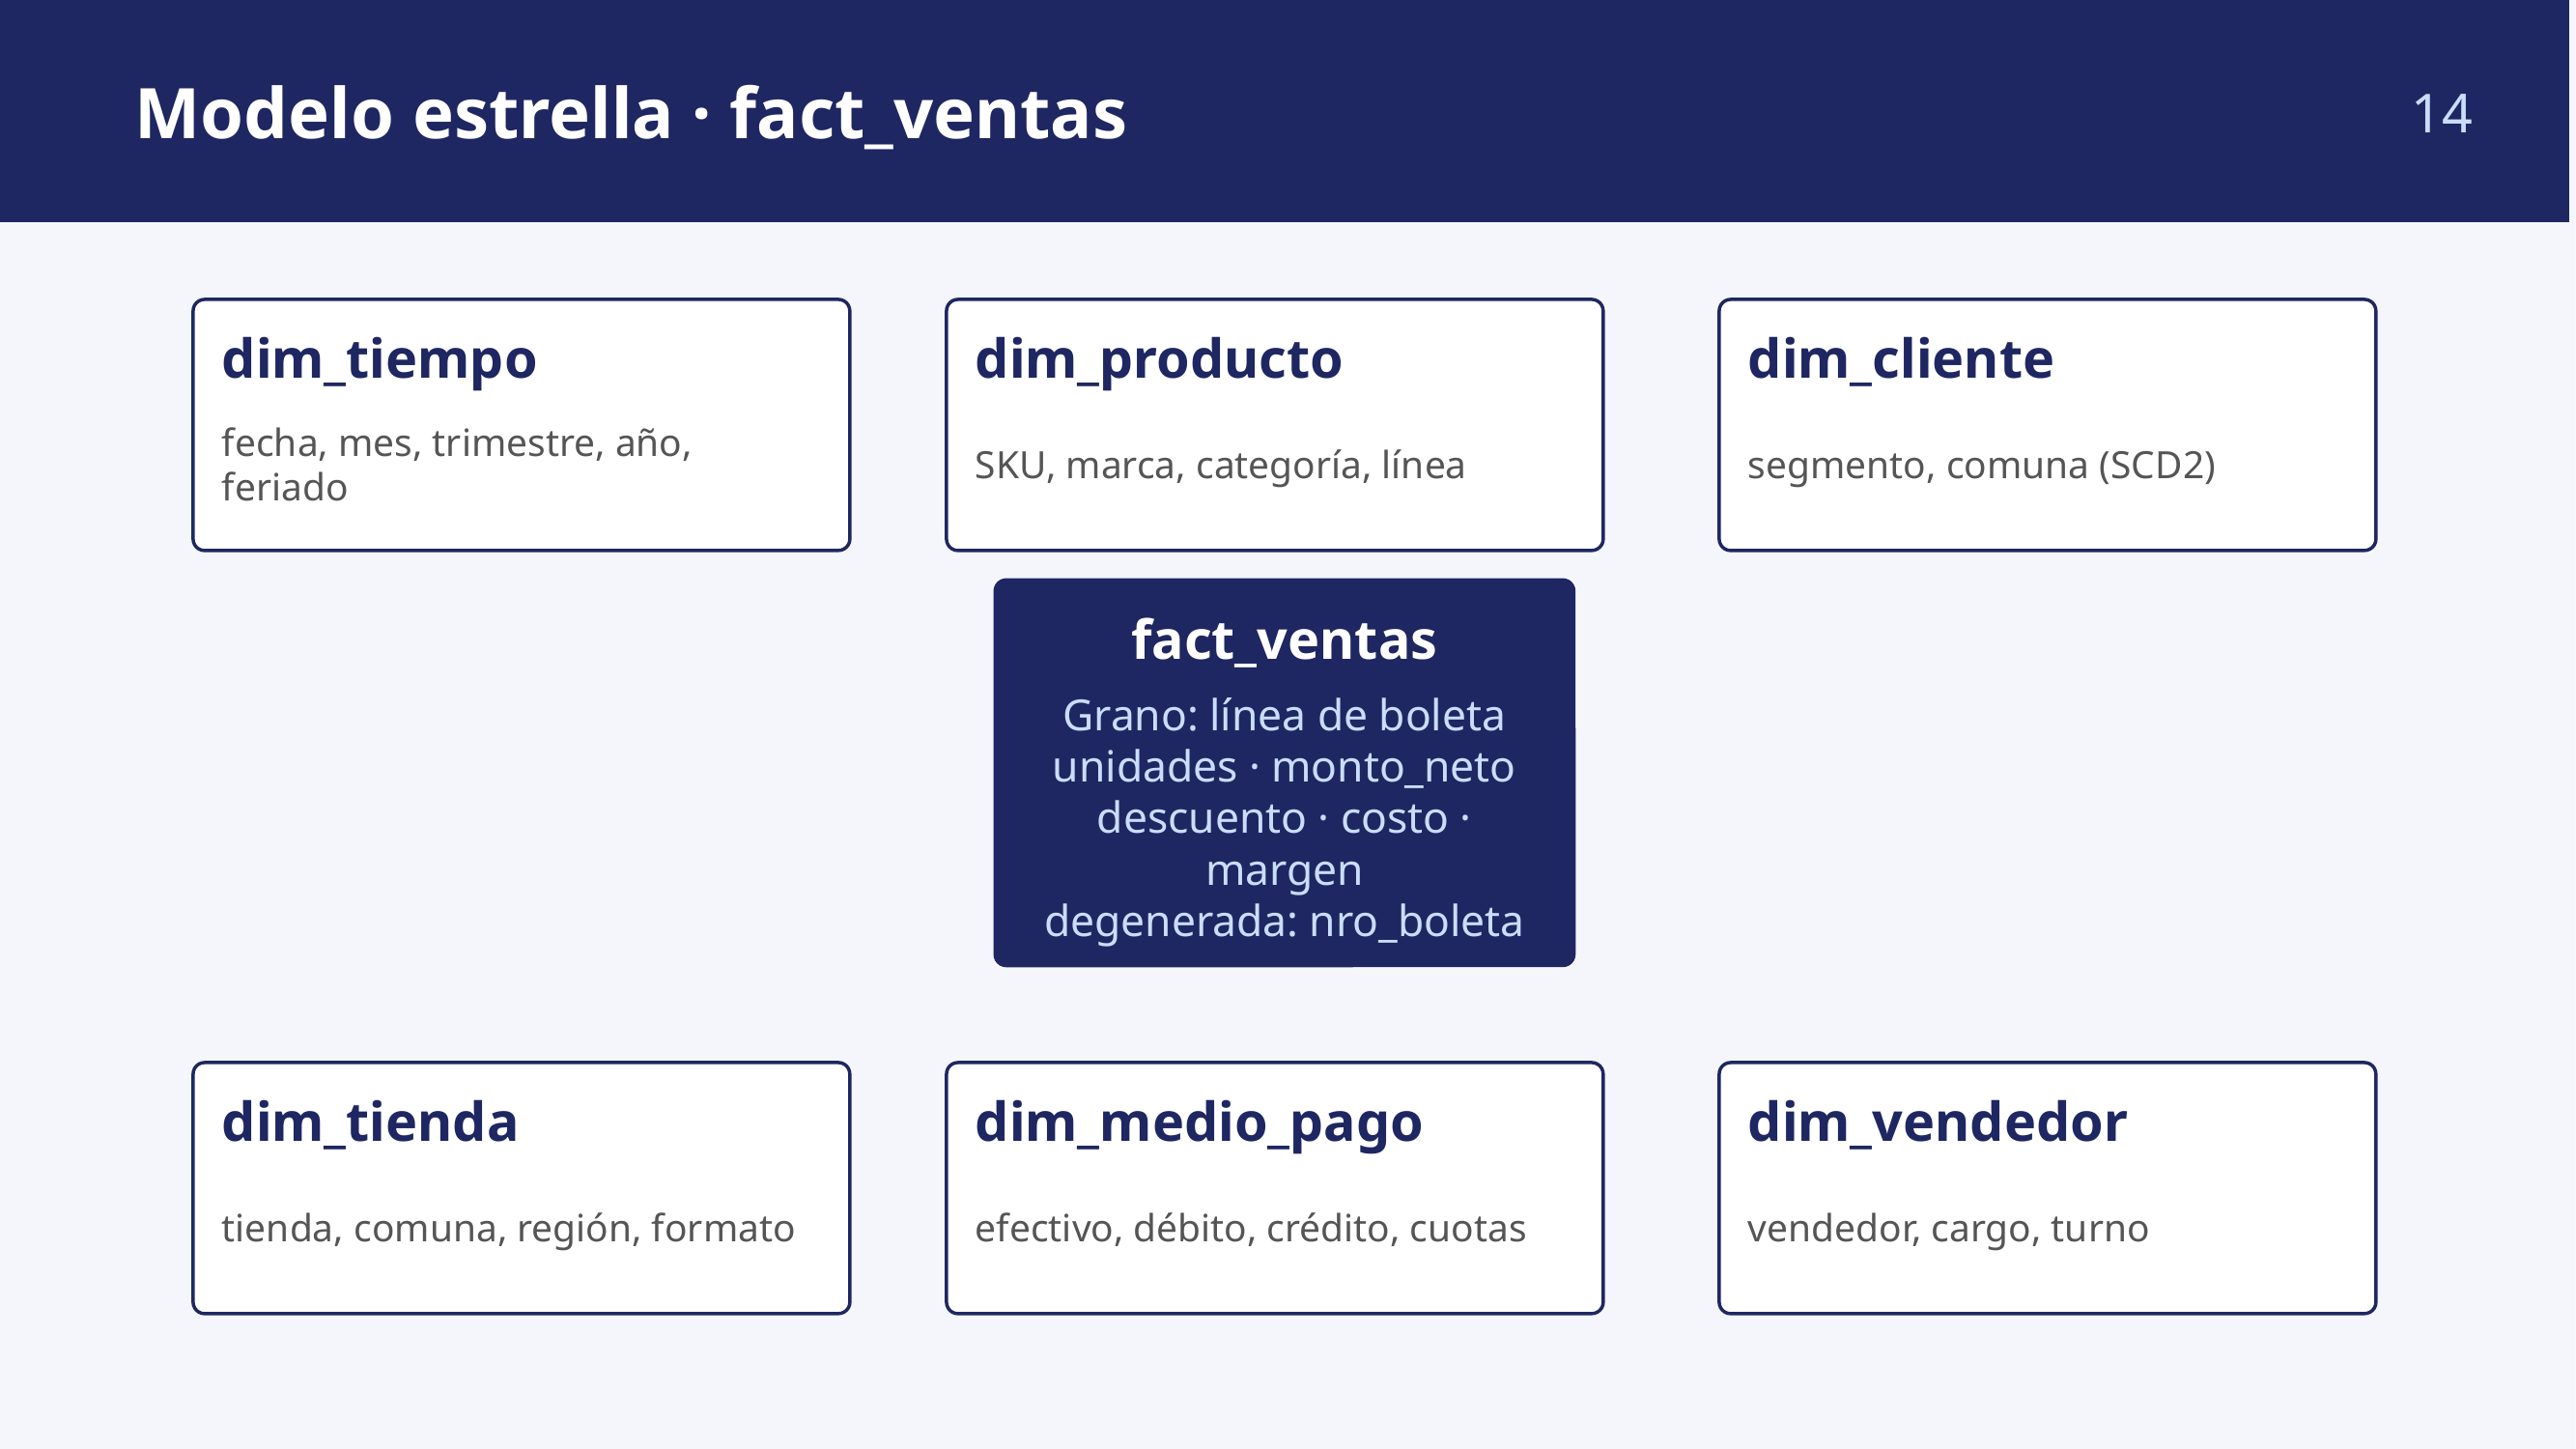 Modelo estrella · fact_ventas
14
dim_tiempo
fecha, mes, trimestre, año,
feriado
dim_producto
SKU, marca, categoría, línea
dim_cliente
segmento, comuna (SCD2)
fact_ventas
Grano: línea de boleta
unidades · monto_neto
descuento · costo ·
margen
degenerada: nro_boleta
dim_tienda
tienda, comuna, región, formato
dim_medio_pago
efectivo, débito, crédito, cuotas
dim_vendedor
vendedor, cargo, turno